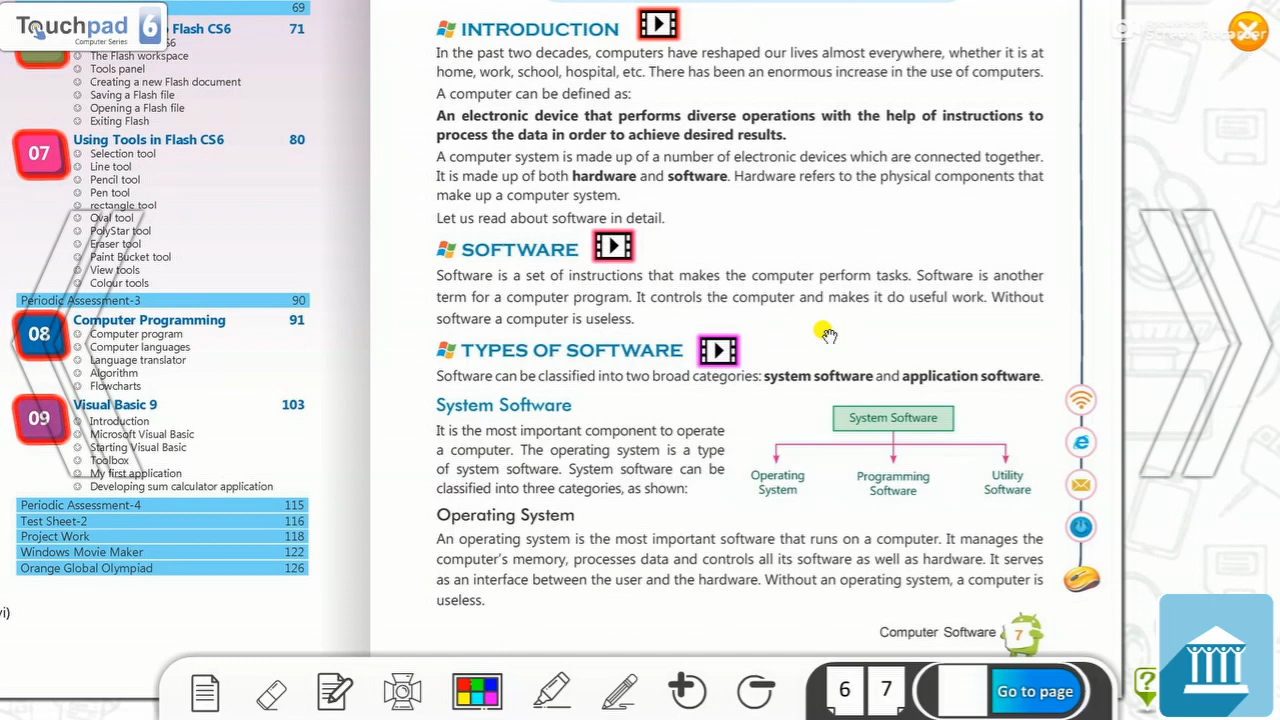 Touchpad 6
Computer Series
69
Flash CS6 71
The Flash workspace
Tools panel
Creating a new Flash document
Saving a Flash file
Opening a Flash file
Exiting Flash
07 Using Tools in Flash CS6 80
Selection tool
Line tool
Pencil tool
Pen tool
rectangle tool
Oval tool
PolyStar tool
Eraser tool
Paint Bucket tool
View tools
Colour tools
Periodic Assessment-3 90
08 Computer Programming 91
Computer program
Computer languages
Language translator
Algorithm
Flowcharts
09 Visual Basic 9 103
Introduction
Microsoft Visual Basic
Starting Visual Basic
Toolbox
My first application
Developing sum calculator application
Periodic Assessment-4 115
Test Sheet-2 116
Project Work 118
Windows Movie Maker 122
Orange Global Olympiad 126
vi)
INTRODUCTION
In the past two decades, computers have reshaped our lives almost everywhere, whether it is at
home, work, school, hospital, etc. There has been an enormous increase in the use of computers.
A computer can be defined as:
An electronic device that performs diverse operations with the help of instructions to
process the data in order to achieve desired results.
A computer system is made up of a number of electronic devices which are connected together.
It is made up of both hardware and software. Hardware refers to the physical components that
make up a computer system.
Let us read about software in detail.
SOFTWARE
Software is a set of instructions that makes the computer perform tasks. Software is another
term for a computer program. It controls the computer and makes it do useful work. Without
software a computer is useless.
TYPES OF SOFTWARE
Software can be classified into two broad categories: system software and application software.
System Software
It is the most important component to operate
a computer. The operating system is a type
of system software. System software can be
classified into three categories, as shown:
System Software
Operating
System
Programming
Software
Utility
Software
Operating System
An operating system is the most important software that runs on a computer. It manages the
computer's memory, processes data and controls all its software as well as hardware. It serves
as an interface between the user and the hardware. Without an operating system, a computer is
useless.
Computer Software 7
6 7 Go to page
Screen Recorder